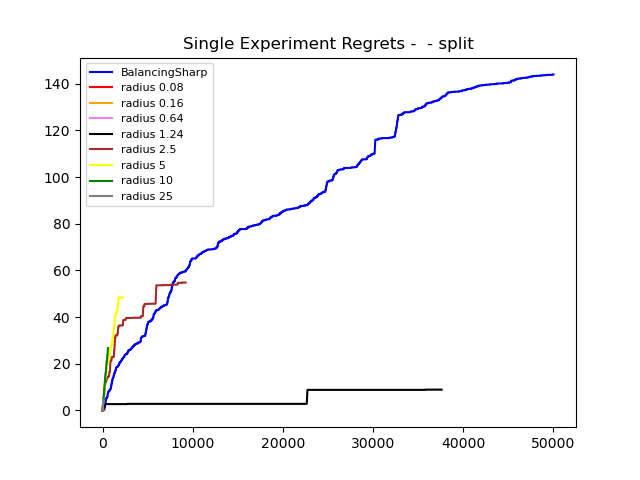 Single Experiment Regrets -  - split
BalancingSharp
radius 0.08
radius 0.16
radius 0.64
radius 1.24
radius 2.5
radius 5
radius 10
radius 25
140
120
100
80
60
40
20
0
0 10000 20000 30000 40000 50000